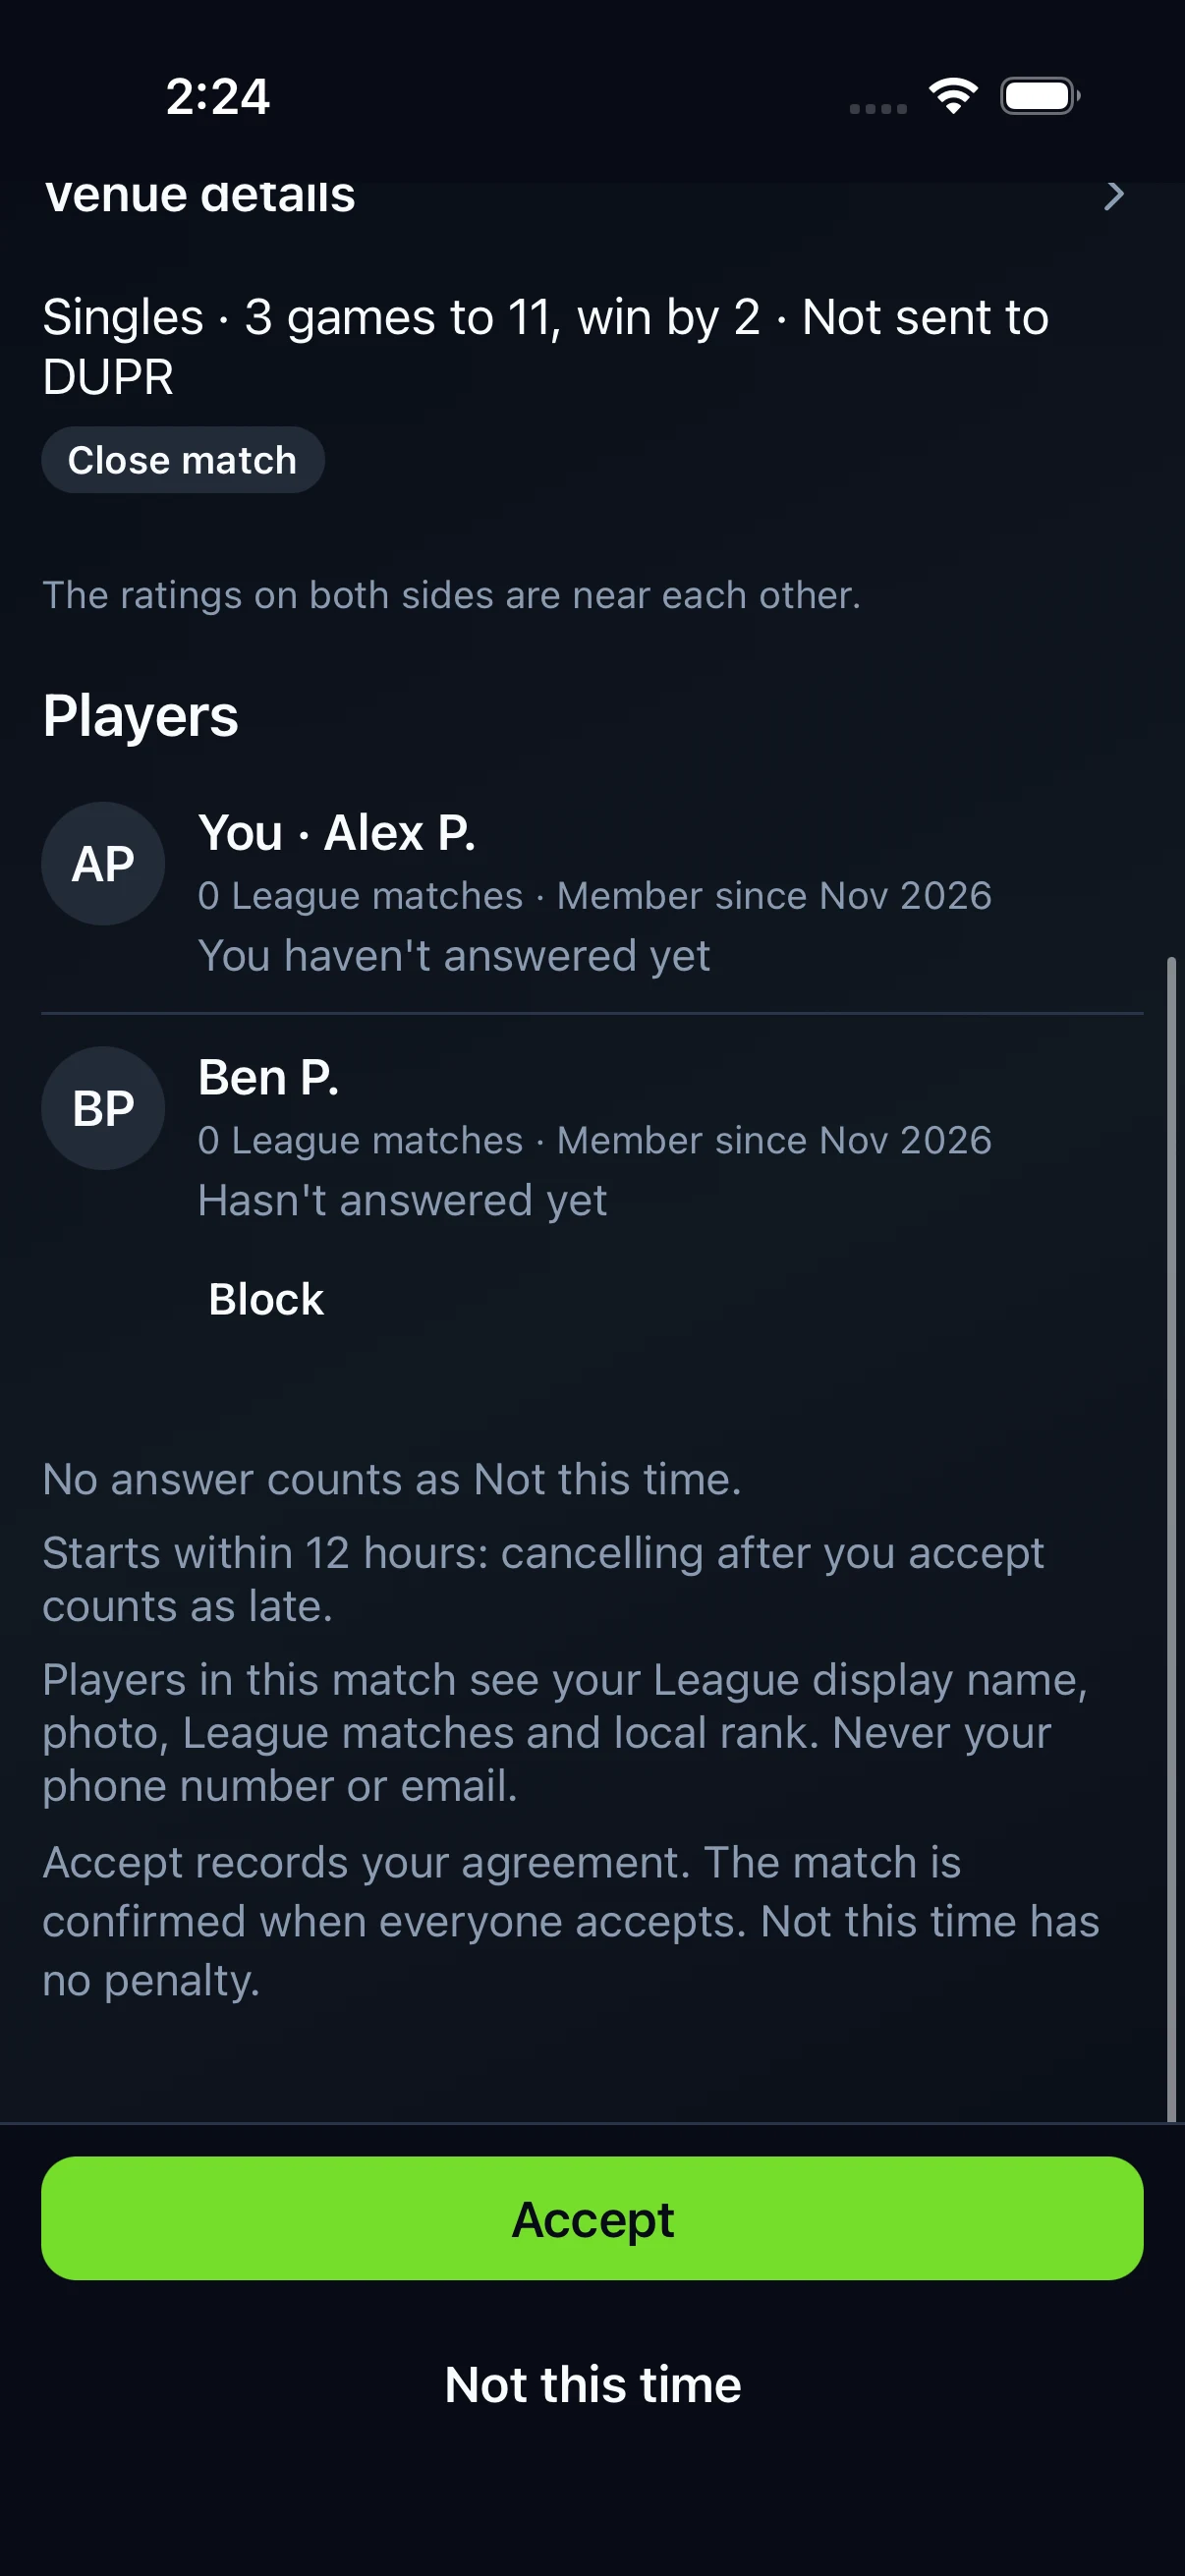 2:24
Venue details
Singles · 3 games to 11, win by 2 · Not sent to
DUPR
Close match
The ratings on both sides are near each other.
Players
AP
You · Alex P.
0 League matches · Member since Nov 2026
You haven't answered yet
BP
Ben P.
0 League matches · Member since Nov 2026
Hasn't answered yet
Block
No answer counts as Not this time.
Starts within 12 hours: cancelling after you accept
counts as late.
Players in this match see your League display name,
photo, League matches and local rank. Never your
phone number or email.
Accept records your agreement. The match is
confirmed when everyone accepts. Not this time has
no penalty.
Accept
Not this time